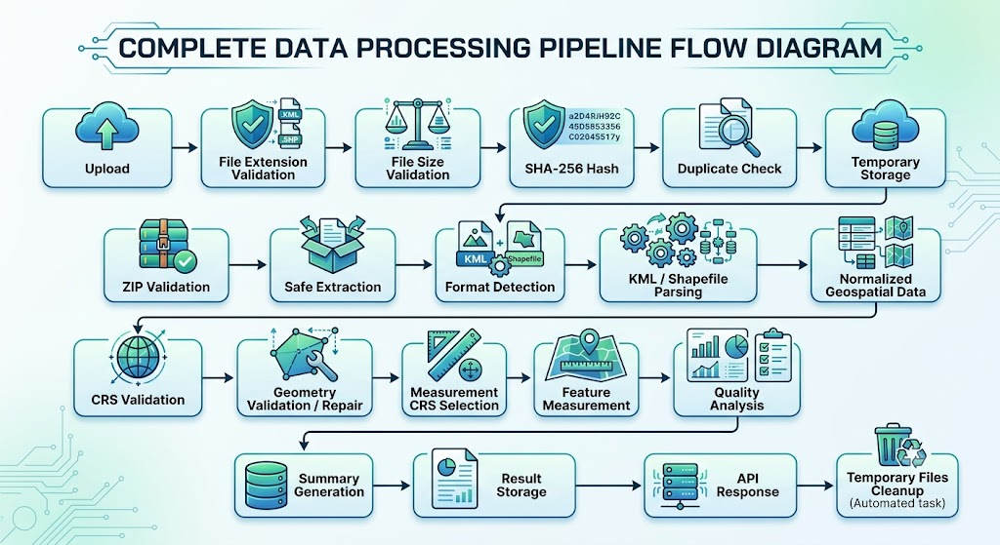 COMPLETE DATA PROCESSING PIPELINE FLOW DIAGRAM
Upload
KML
.SHP
File Extension
Validation
File Size
Validation
a2D4RJH92C
45D5853356
C02045517y
SHA-256 Hash
Duplicate Check
Temporary
Storage
ZIP Validation
Safe Extraction
KML
+
Shapefile
Format Detection
KML / Shapefile
Parsing
Normalized
Geospatial Data
CRS Validation
Geometry
Validation / Repair
Measurement
CRS Selection
Feature
Measurement
Quality
Analysis
Summary
Generation
Result
Storage
API
Response
Temporary Files
Cleanup
(Automated task)